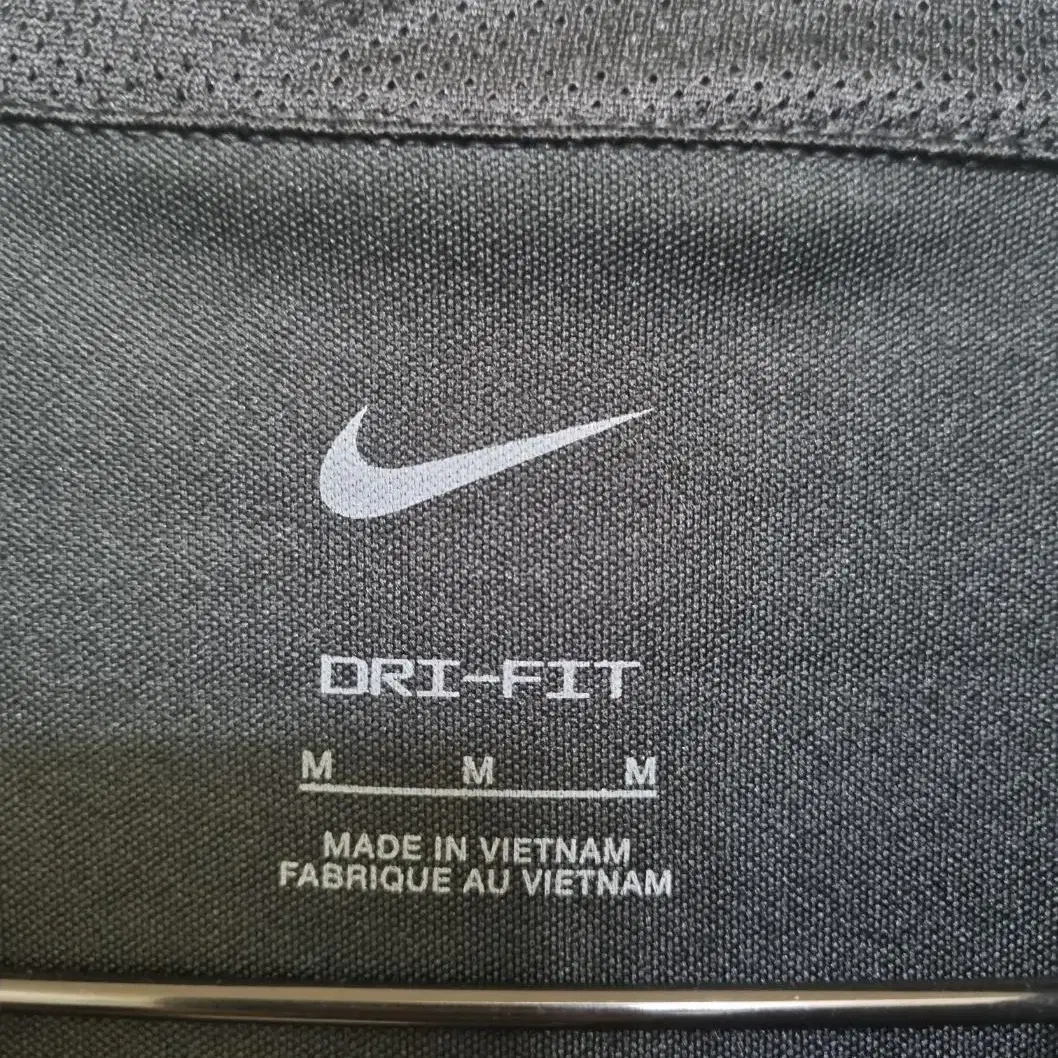 DRI-FIT
M M M
MADE IN VIETNAM
FABRIQUE AU VIETNAM